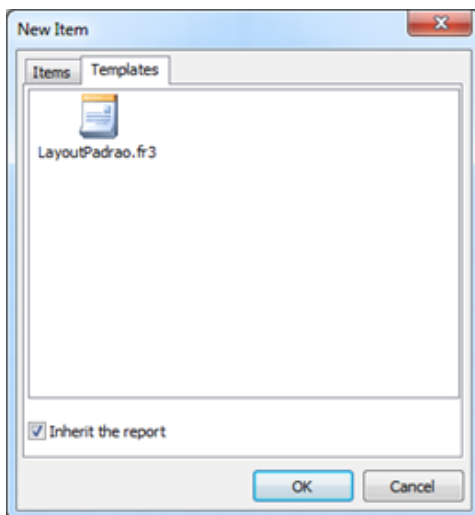 New Item
Items Templates
LayoutPadrao.fr3
Inherit the report
OK Cancel